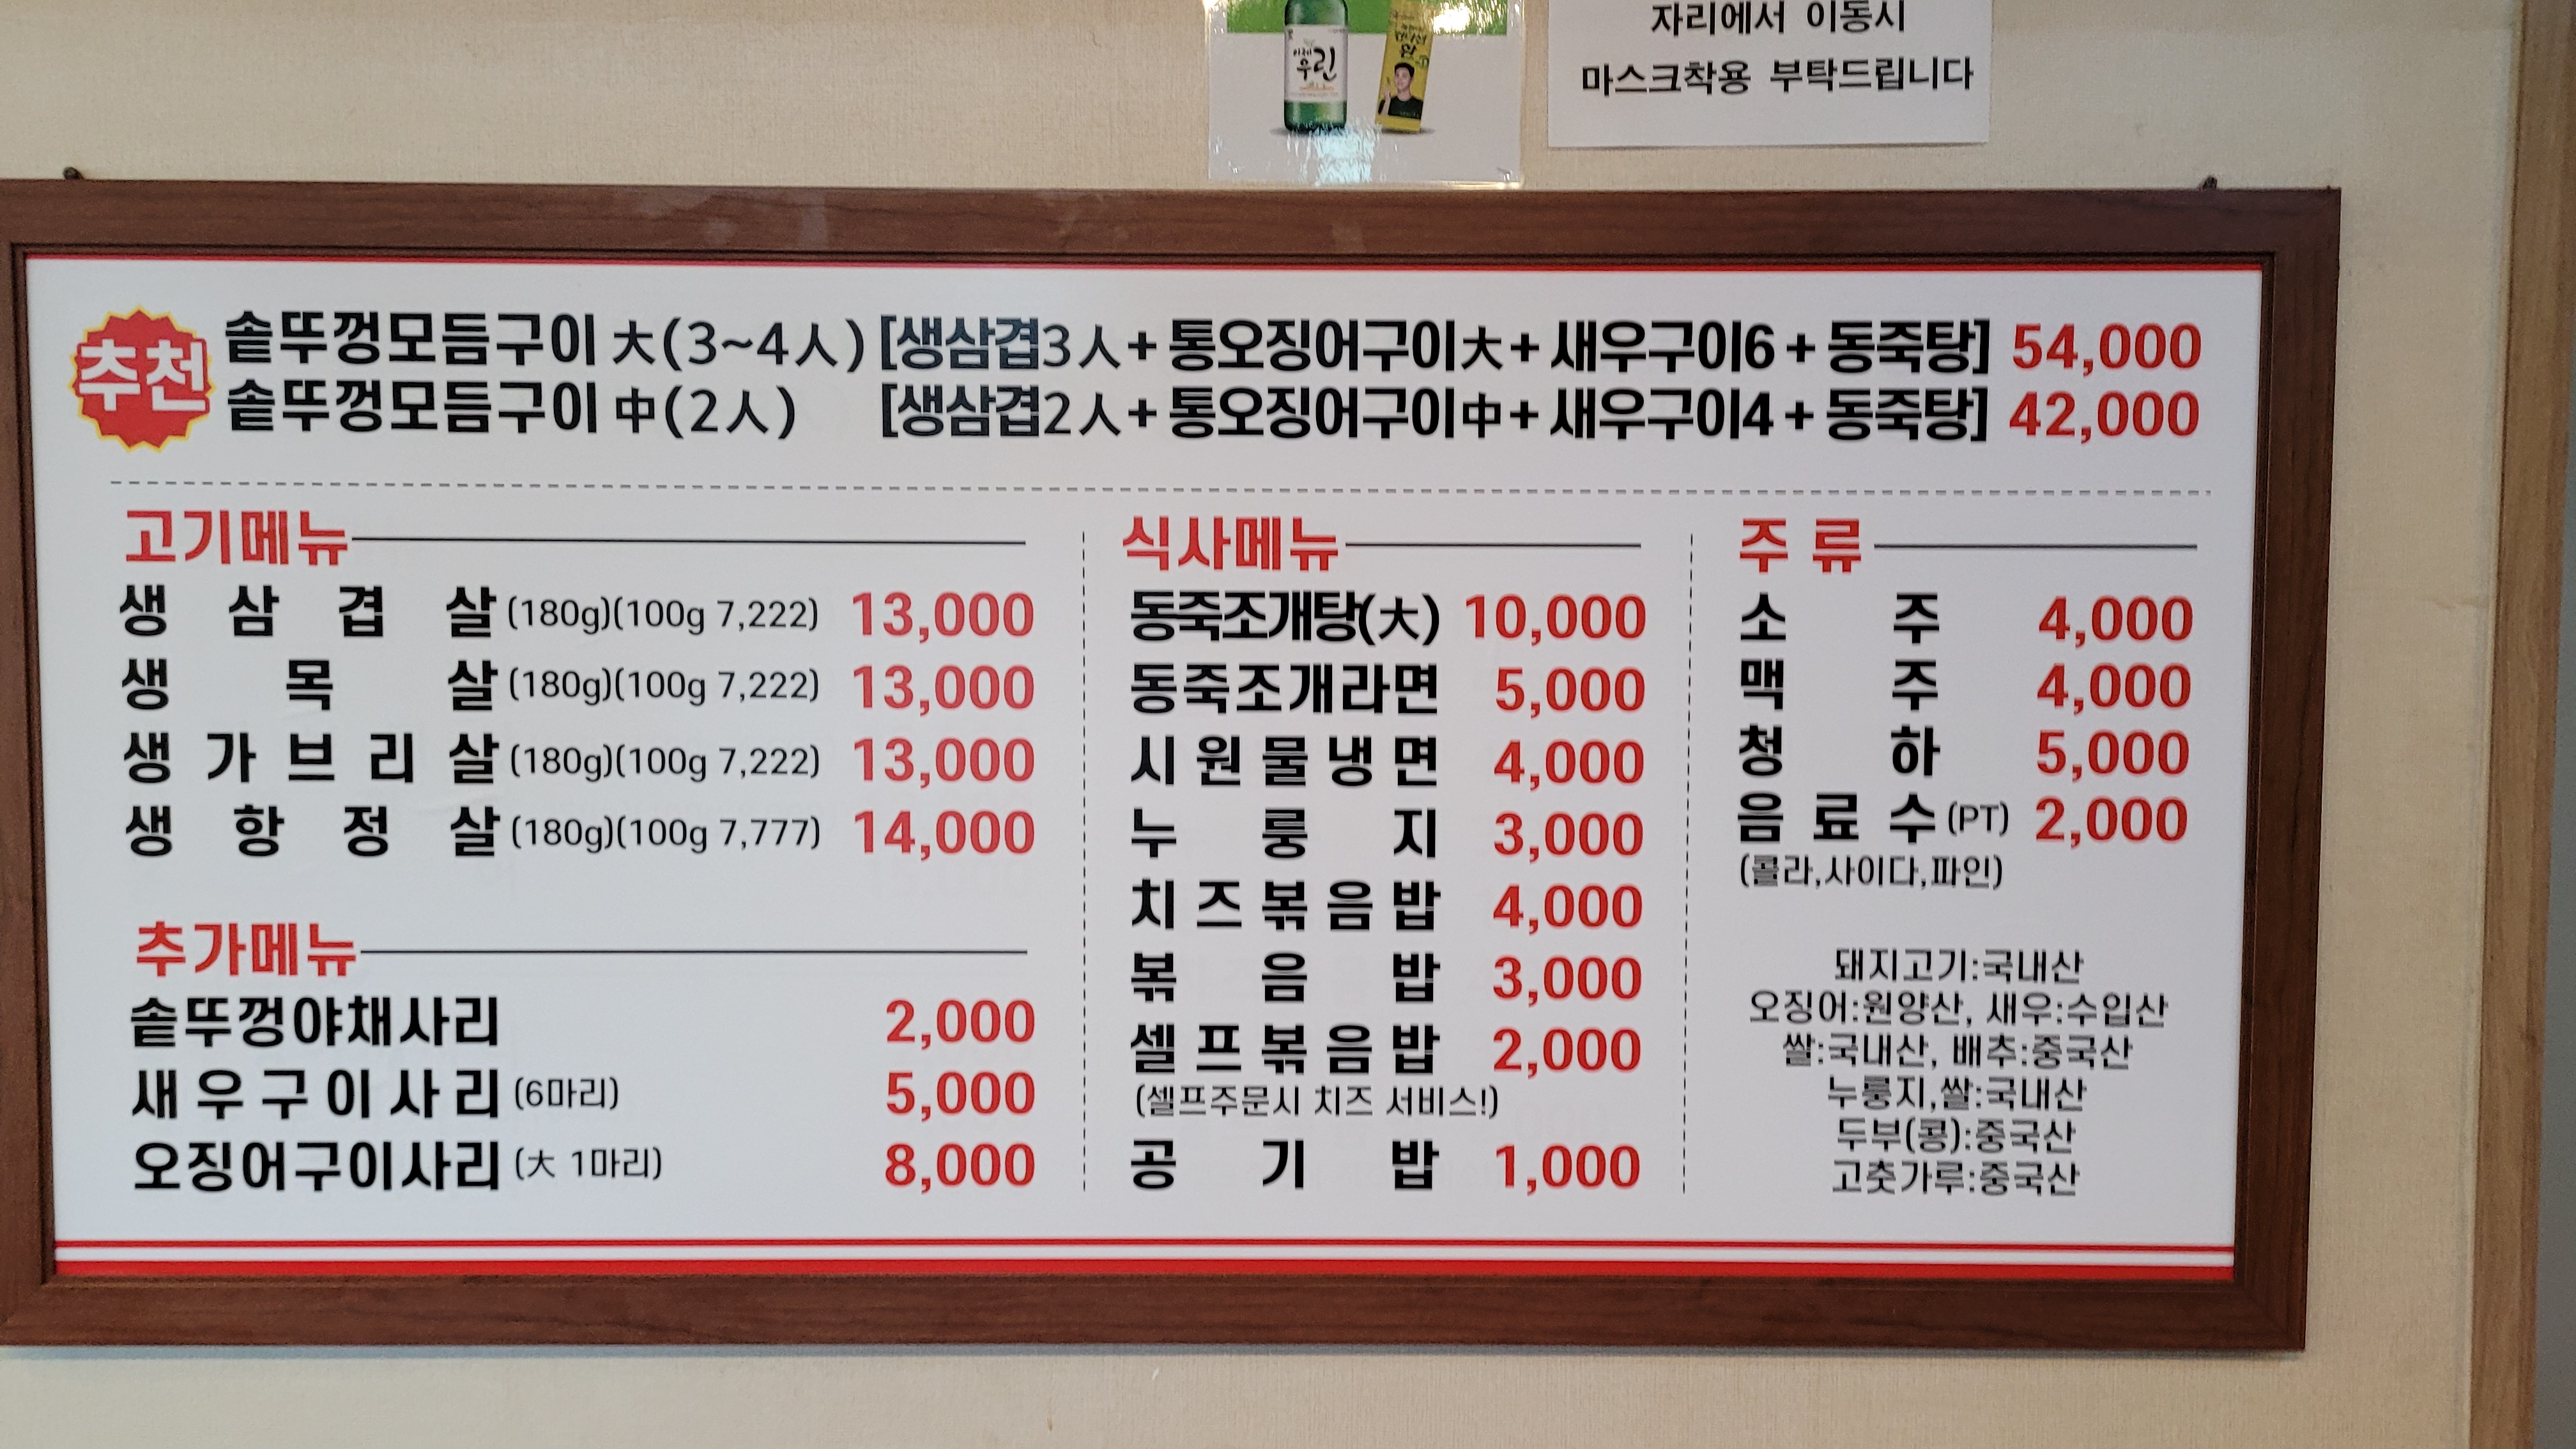 이제
우린
자리에서 이동시
마스크착용 부탁드립니다
추천
솥뚜껑모듬구이 大(3~4人) [생삼겹3人+ 통오징어구이大+ 새우구이6 + 동죽탕] 54,000
솥뚜껑모듬구이 中(2人) [생삼겹2人+ 통오징어구이中+ 새우구이4 + 동죽탕] 42,000
고기메뉴
생삼겹살 (180g)(100g 7,222) 13,000
생목살 (180g)(100g 7,222) 13,000
생가브리살 (180g)(100g 7,222) 13,000
생항정살 (180g)(100g 7,777) 14,000
추가메뉴
솥뚜껑야채사리 2,000
새우구이사리 (6마리) 5,000
오징어구이사리 (大 1마리) 8,000
식사메뉴
동죽조개탕(大) 10,000
동죽조개라면 5,000
시원물냉면 4,000
누룽지 3,000
치즈볶음밥 4,000
볶음밥 3,000
셀프볶음밥 2,000
(셀프주문시 치즈 서비스!)
공기밥 1,000
주류
소주 4,000
맥주 4,000
청하 5,000
음료수 (PT) 2,000
(콜라,사이다,파인)
돼지고기:국내산
오징어:원양산, 새우:수입산
쌀:국내산, 배추:중국산
누룽지,쌀:국내산
두부(콩):중국산
고춧가루:중국산